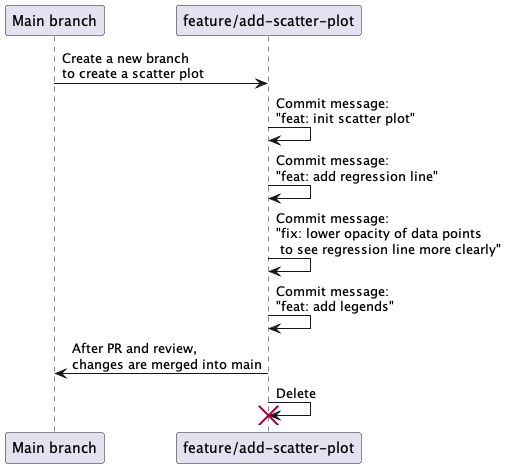 Main branch
feature/add-scatter-plot
Create a new branch
to create a scatter plot
Commit message:
"feat: init scatter plot"
Commit message:
"feat: add regression line"
Commit message:
"fix: lower opacity of data points
to see regression line more clearly"
Commit message:
"feat: add legends"
After PR and review,
changes are merged into main
Delete
Main branch
feature/add-scatter-plot